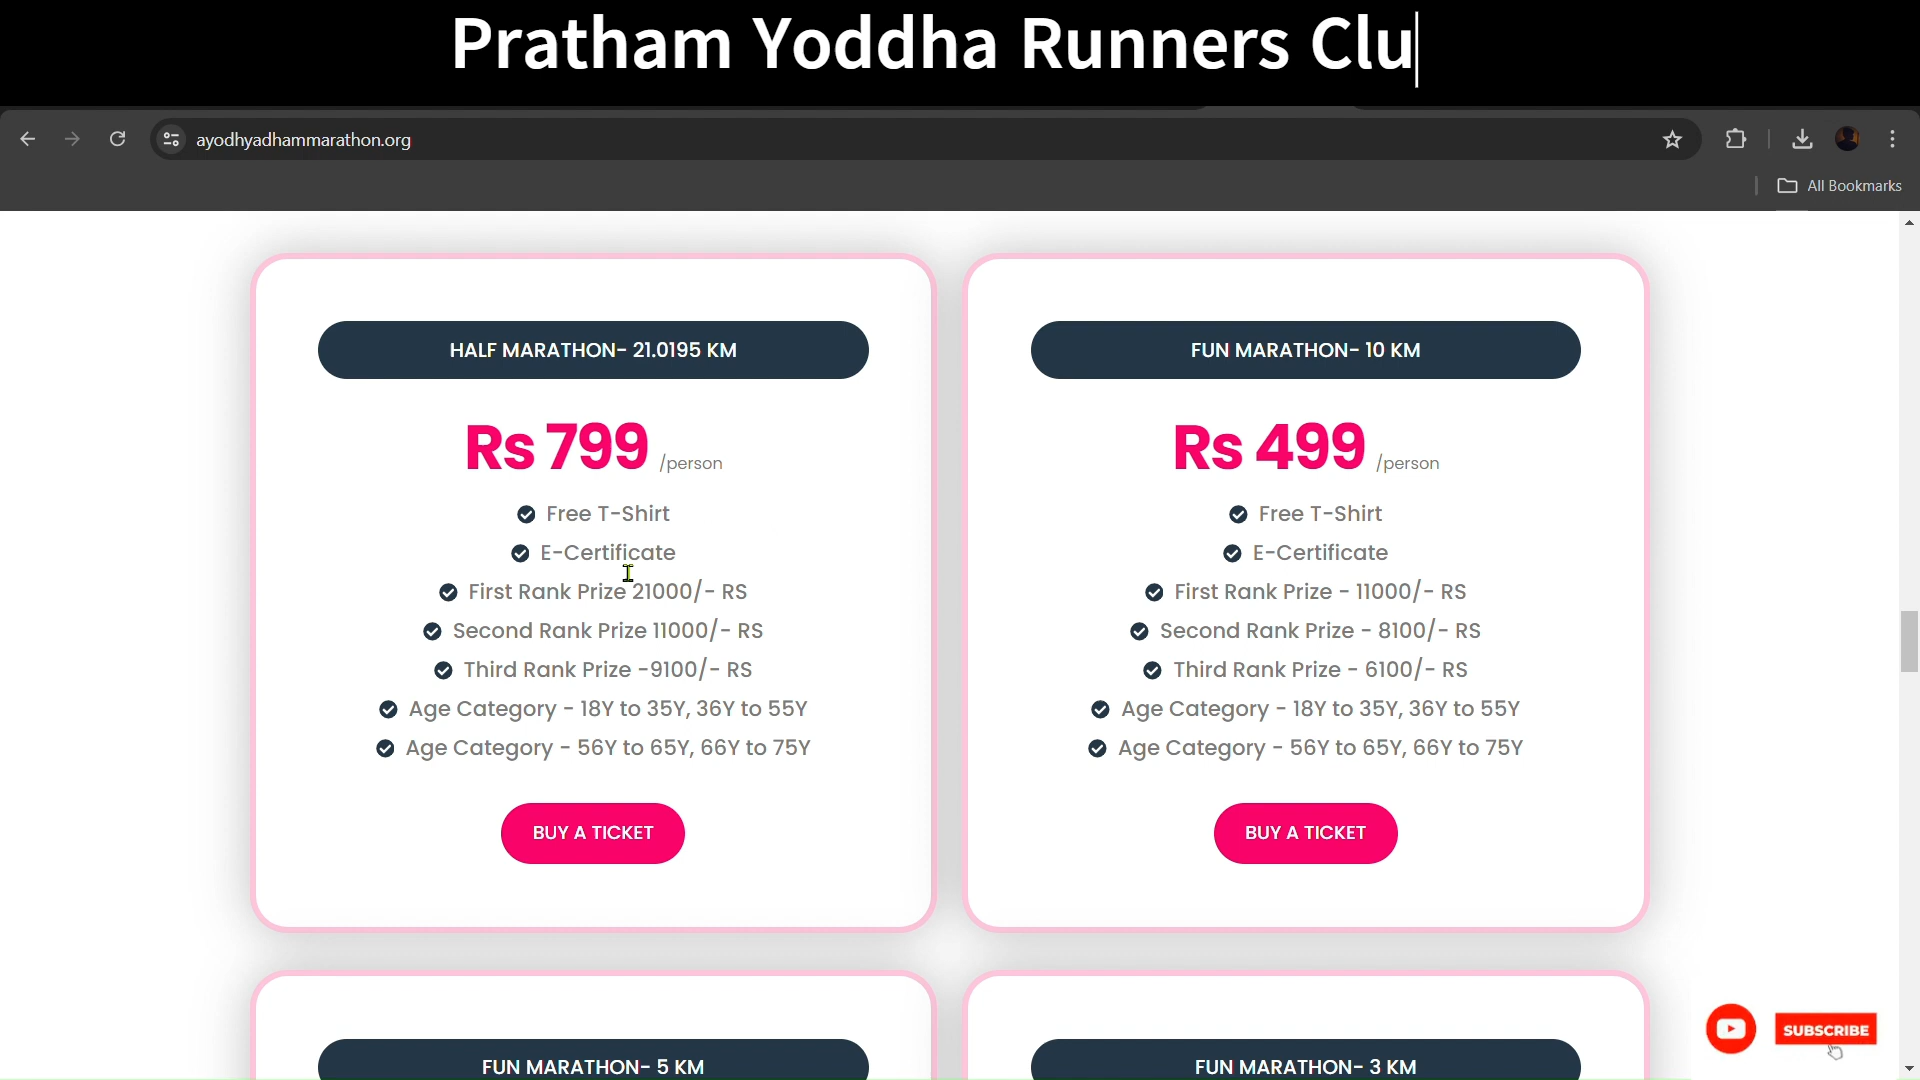 Pratham Yoddha Runners Clu
ayodhyadhammarathon.org
All Bookmarks
HALF MARATHON- 21.0195 KM
Rs 799 /person
Free T-Shirt
E-Certificate
First Rank Prize 21000/- RS
Second Rank Prize 11000/- RS
Third Rank Prize -9100/- RS
Age Category - 18Y to 35Y, 36Y to 55Y
Age Category - 56Y to 65Y, 66Y to 75Y
BUY A TICKET
FUN MARATHON- 10 KM
Rs 499 /person
Free T-Shirt
E-Certificate
First Rank Prize - 11000/- RS
Second Rank Prize - 8100/- RS
Third Rank Prize - 6100/- RS
Age Category - 18Y to 35Y, 36Y to 55Y
Age Category - 56Y to 65Y, 66Y to 75Y
BUY A TICKET
FUN MARATHON- 5 KM
FUN MARATHON- 3 KM
SUBSCRIBE